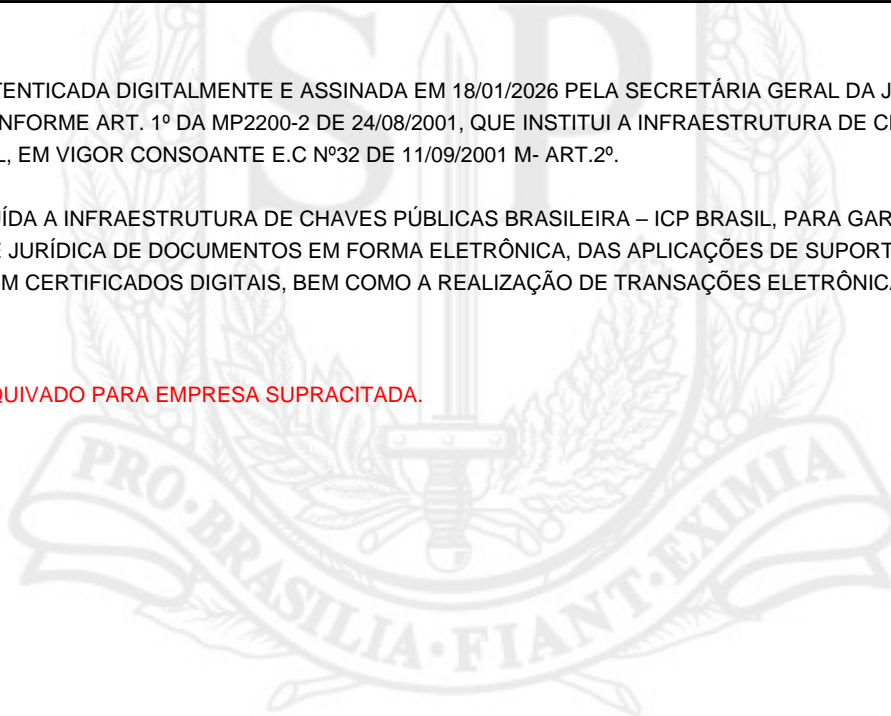 SP
TENTICADA DIGITALMENTE E ASSINADA EM 18/01/2026 PELA SECRETÁRIA GERAL DA J
NFORME ART. 1º DA MP2200-2 DE 24/08/2001, QUE INSTITUI A INFRAESTRUTURA DE C
L, EM VIGOR CONSOANTE E.C Nº32 DE 11/09/2001 M- ART.2º.
ÍDA A INFRAESTRUTURA DE CHAVES PÚBLICAS BRASILEIRA – ICP BRASIL, PARA GAR
E JURÍDICA DE DOCUMENTOS EM FORMA ELETRÔNICA, DAS APLICAÇÕES DE SUPORT
M CERTIFICADOS DIGITAIS, BEM COMO A REALIZAÇÃO DE TRANSAÇÕES ELETRÔNICA
QUIVADO PARA EMPRESA SUPRACITADA.
PRO·BRASILIA·FIANT·EXIMIA